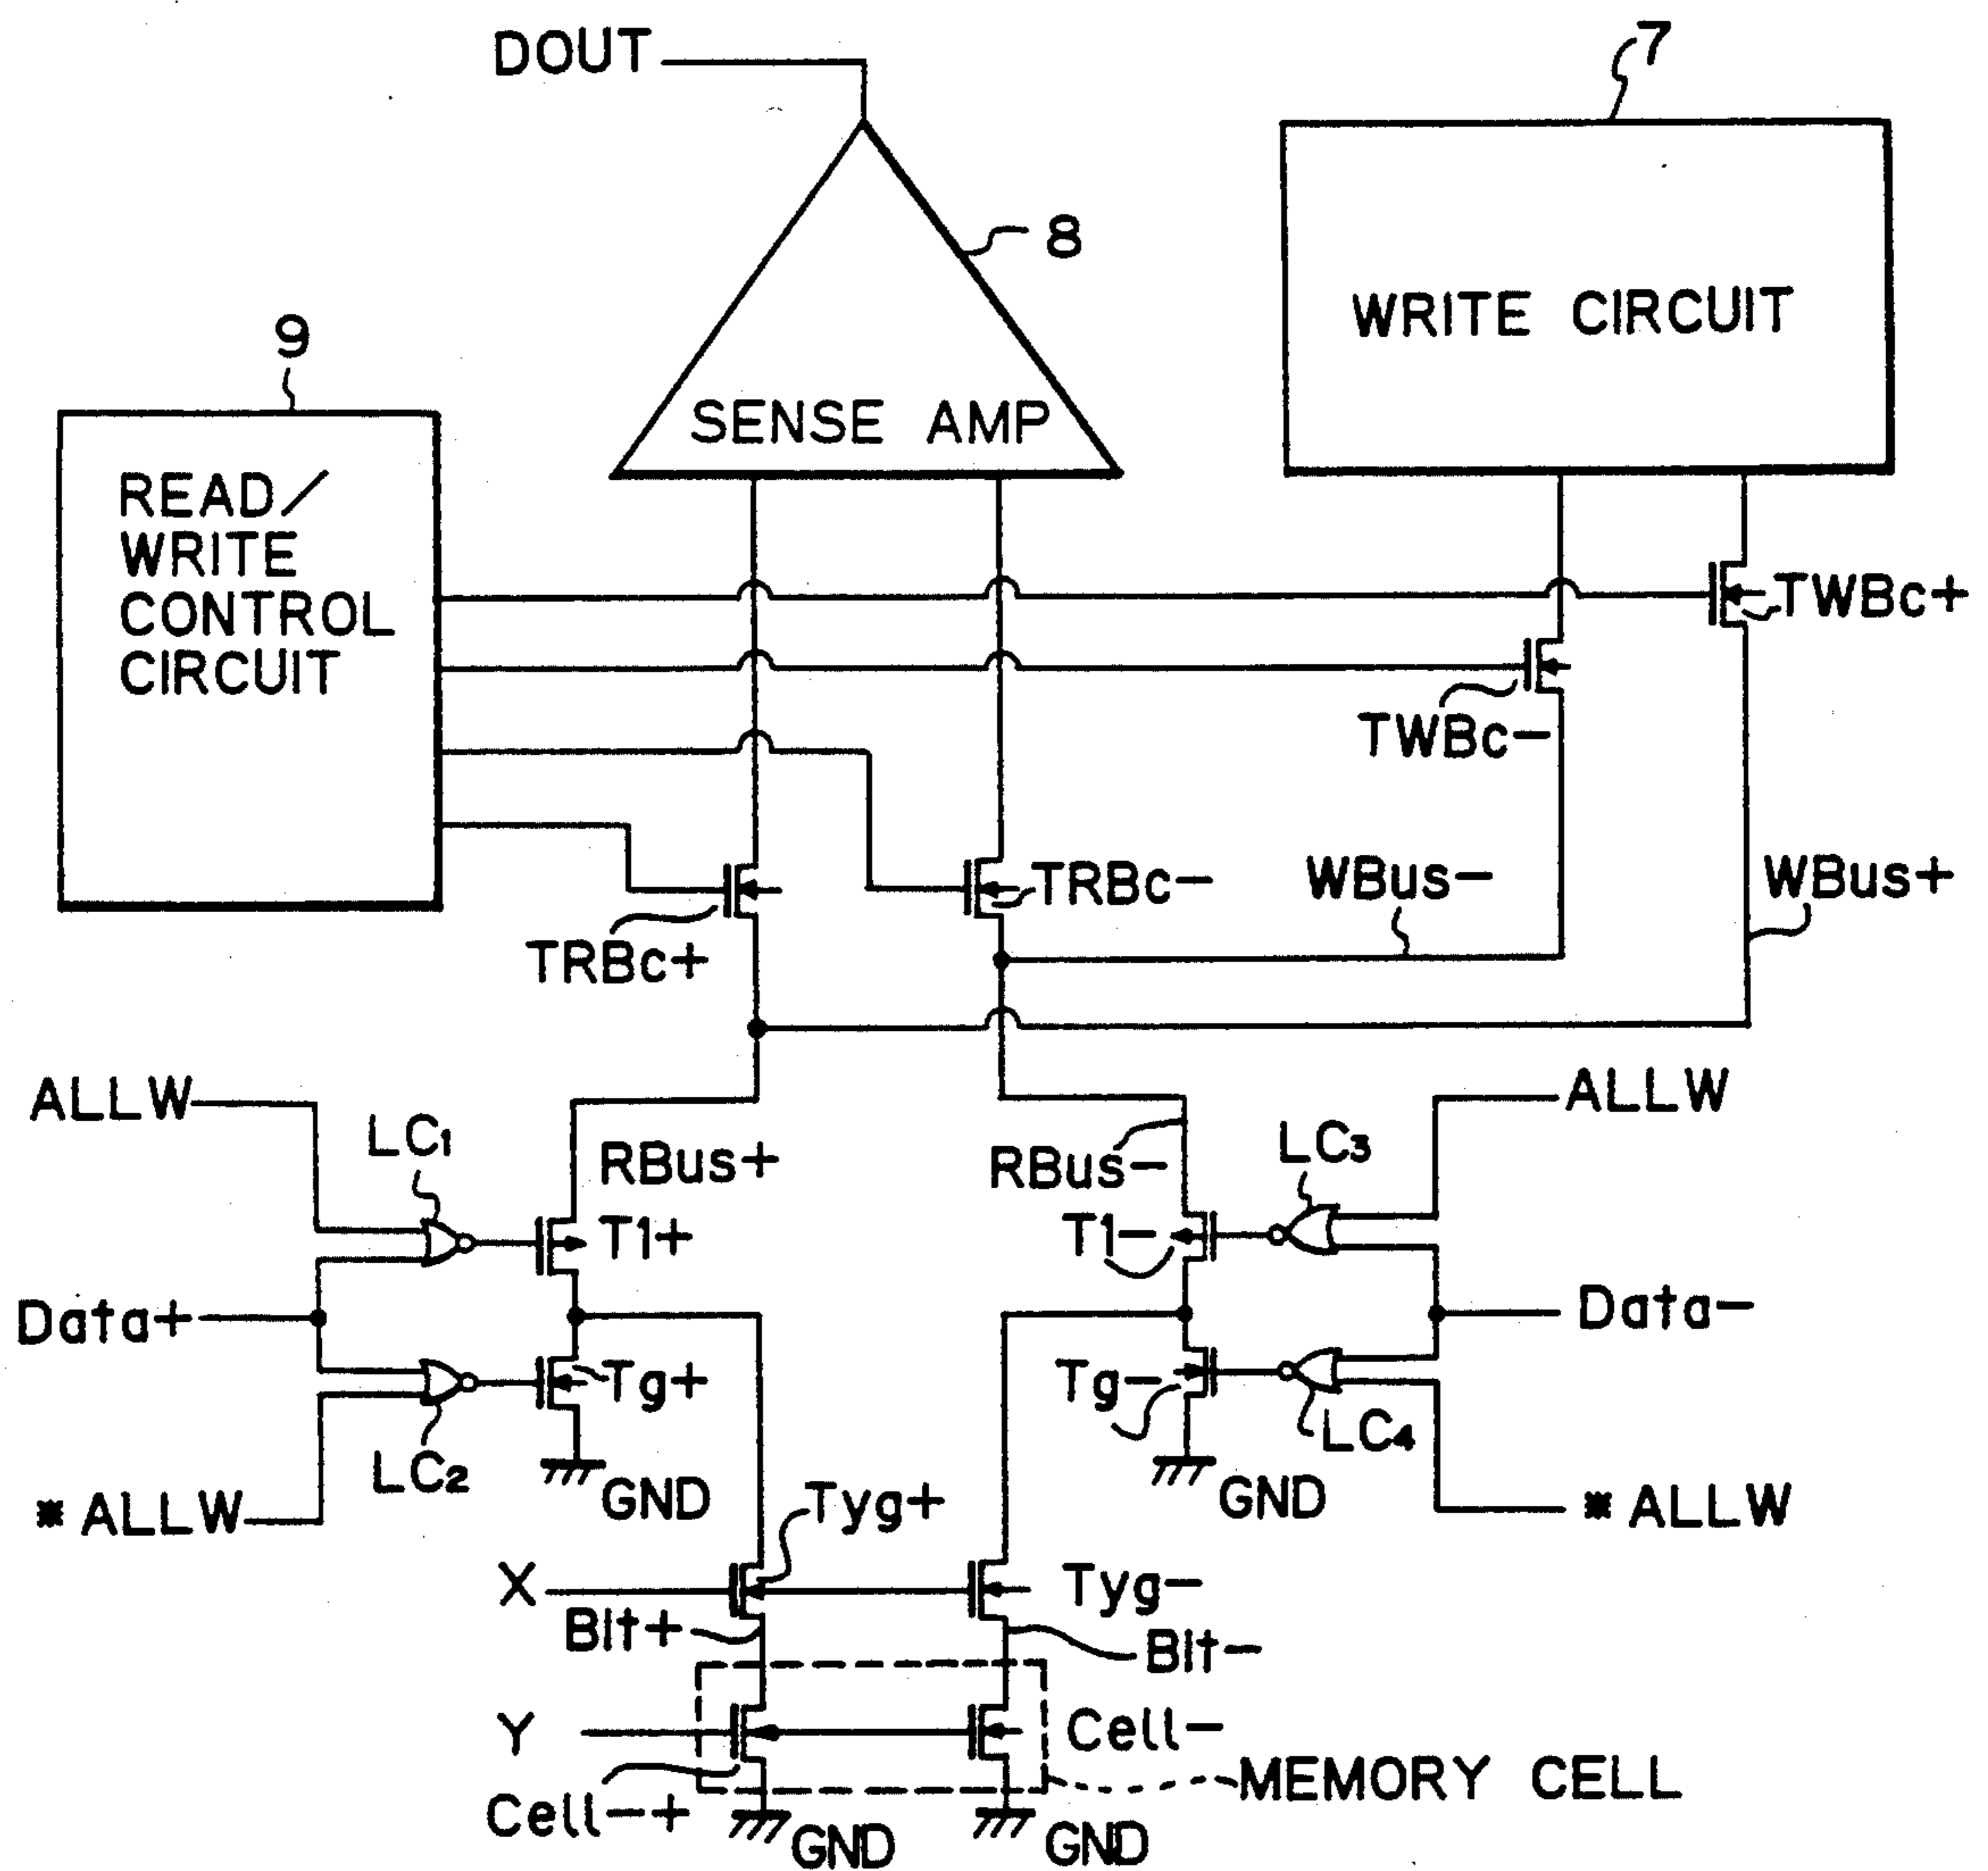 DOUT
7
8
WRITE CIRCUIT
9
SENSE AMP
READ/
WRITE
CONTROL
CIRCUIT
TWBc+
TWBc-
TRBc-
WBus-
WBus+
TRBc+
ALLW
LC1
RBus+
RBus-
LC3
ALLW
T1+
T1-
Data+
Data-
Tg+
Tg-
LC2
LC4
GND
GND
*ALLW
*ALLW
Tyg+
X
Tyg-
Bit+
Bit-
Y
Cell-
MEMORY CELL
Cell-+
GND
GND